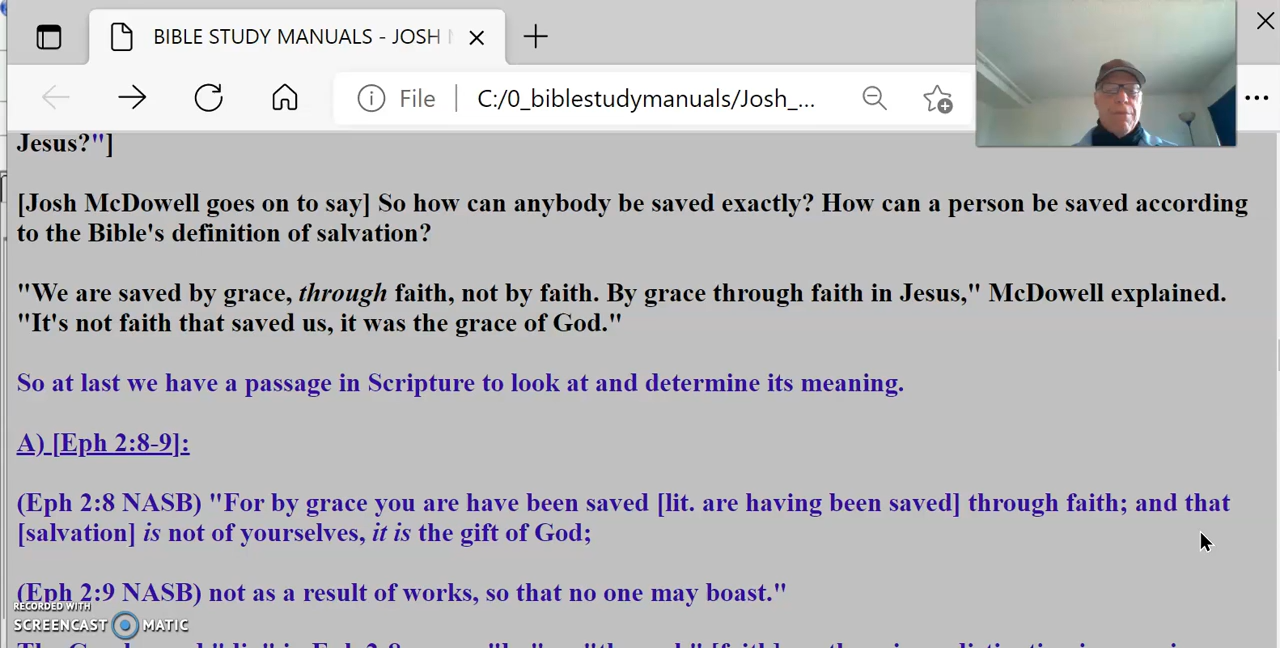 BIBLE STUDY MANUALS - JOSH
File C:/0_biblestudymanuals/Josh_...
Jesus?"]
[Josh McDowell goes on to say] So how can anybody be saved exactly? How can a person be saved according
to the Bible's definition of salvation?
"We are saved by grace, through faith, not by faith. By grace through faith in Jesus," McDowell explained.
"It's not faith that saved us, it was the grace of God."
So at last we have a passage in Scripture to look at and determine its meaning.
A) [Eph 2:8-9]:
(Eph 2:8 NASB) "For by grace you are have been saved [lit. are having been saved] through faith; and that
[salvation] is not of yourselves, it is the gift of God;
(Eph 2:9 NASB) not as a result of works, so that no one may boast."
RECORDED WITH
SCREENCAST MATIC